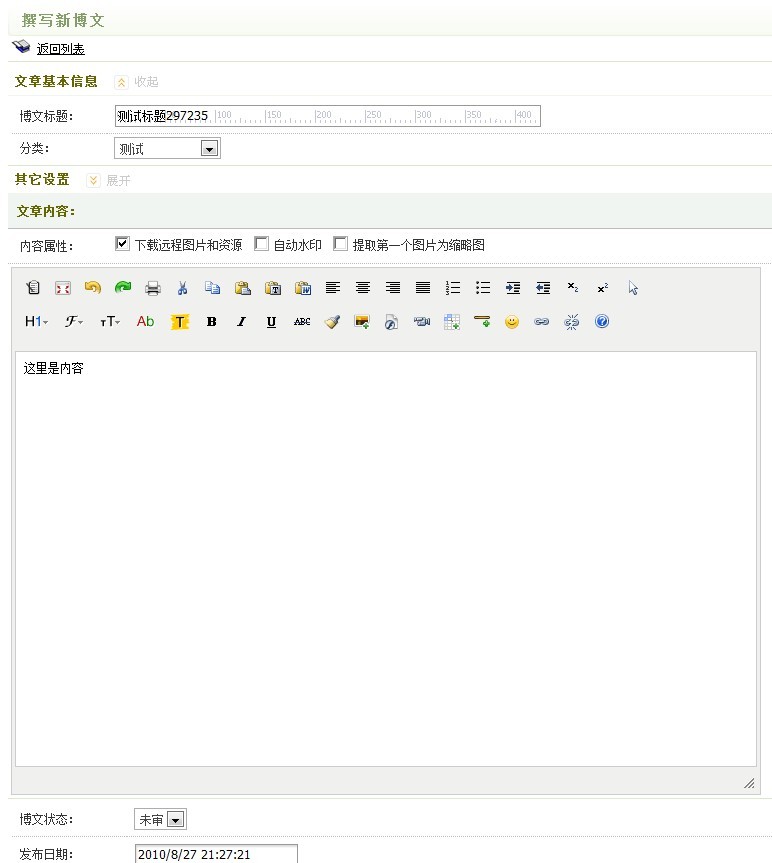 撰写新博文
返回列表
文章基本信息 收起
博文标题： 测试标题297235 100 150 200 250 300 350 400
分类： 测试
其它设置 展开
文章内容：
内容属性： 下载远程图片和资源 自动水印 提取第一个图片为缩略图
H1 F TT Ab T B I U ABC
这里是内容
博文状态： 未审
发布日期： 2010/8/27 21:27:21